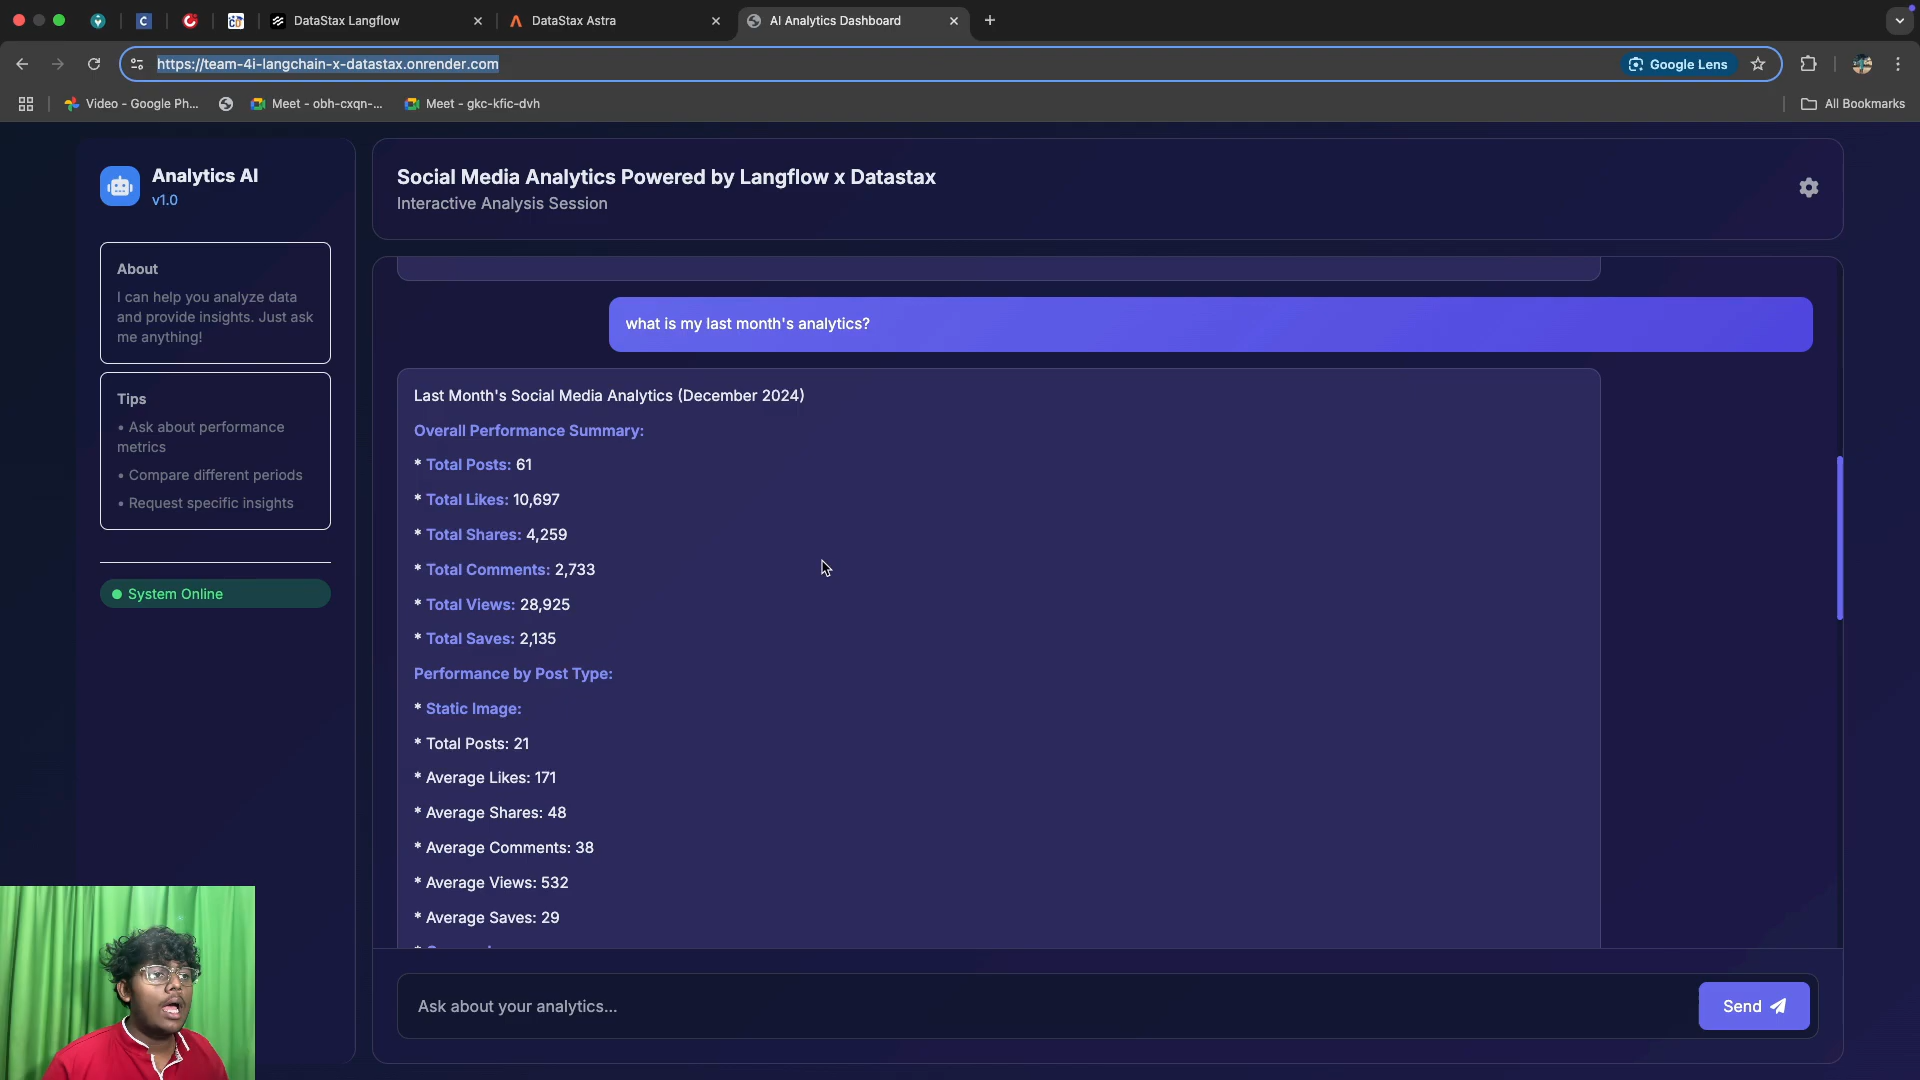 DataStax Langflow
DataStax Astra
AI Analytics Dashboard
https://team-4i-langchain-x-datastax.onrender.com
Google Lens
Video - Google Ph...
Meet - obh-cxqn-...
Meet - gkc-kfic-dvh
All Bookmarks
Analytics AI
v1.0
About
I can help you analyze data
and provide insights. Just ask
me anything!
Tips
• Ask about performance
metrics
• Compare different periods
• Request specific insights
System Online
Social Media Analytics Powered by Langflow x Datastax
Interactive Analysis Session
what is my last month's analytics?
Last Month's Social Media Analytics (December 2024)
Overall Performance Summary:
* Total Posts: 61
* Total Likes: 10,697
* Total Shares: 4,259
* Total Comments: 2,733
* Total Views: 28,925
* Total Saves: 2,135
Performance by Post Type:
* Static Image:
* Total Posts: 21
* Average Likes: 171
* Average Shares: 48
* Average Comments: 38
* Average Views: 532
* Average Saves: 29
Ask about your analytics...
Send